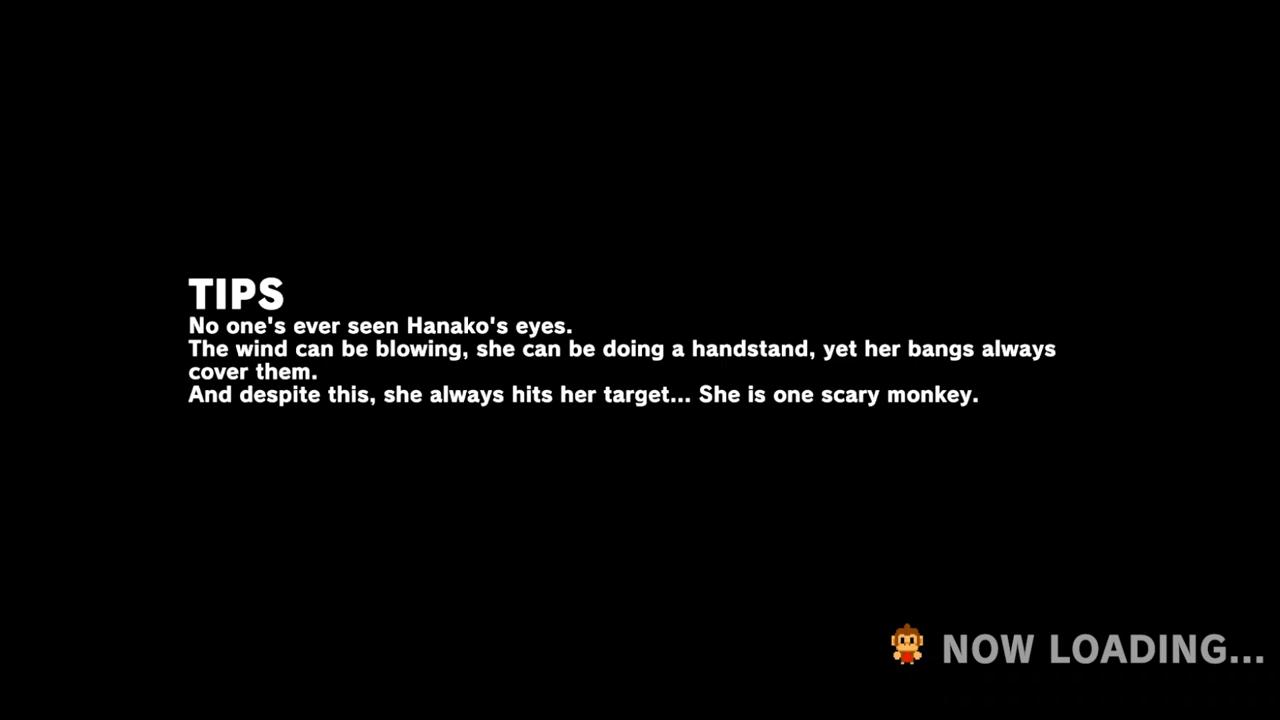 TIPS
No one's ever seen Hanako's eyes.
The wind can be blowing, she can be doing a handstand, yet her bangs always
cover them.
And despite this, she always hits her target... She is one scary monkey.
NOW LOADING...